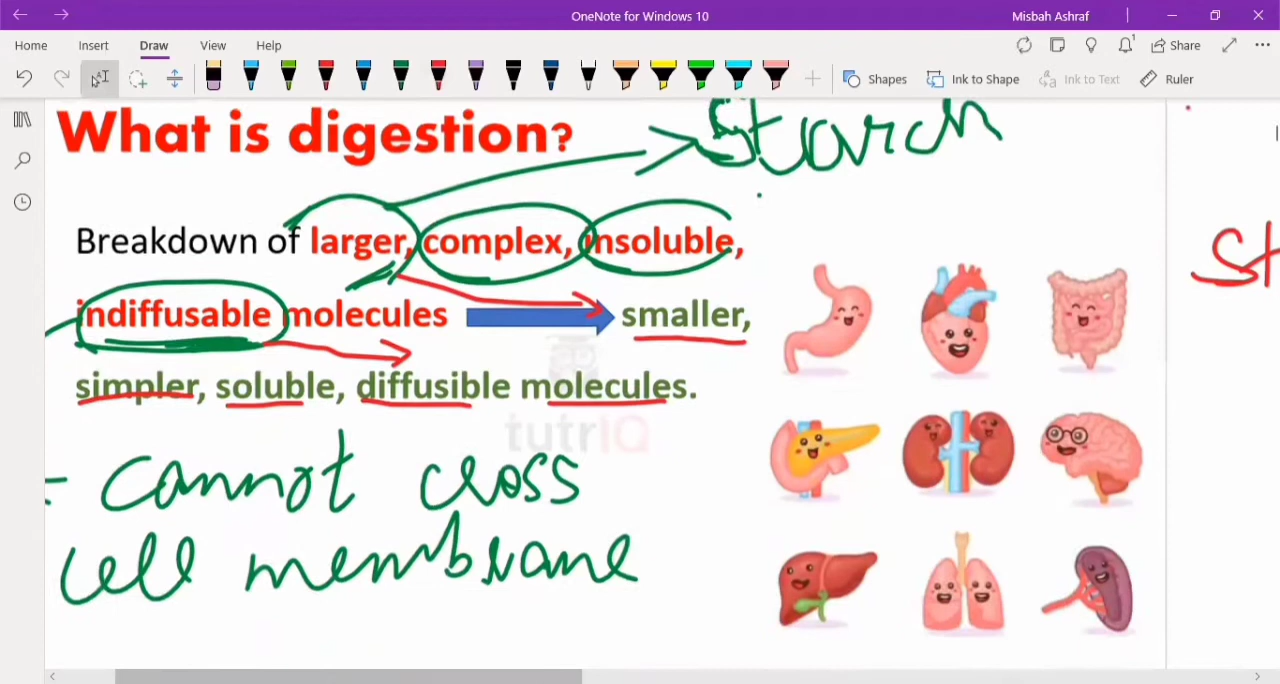 OneNote for Windows 10
Misbah Ashraf
Home Insert Draw View Help
Share
Shapes Ink to Shape Ink to Text Ruler
What is digestion?
Starch
Breakdown of larger, complex, insoluble,
indiffusable molecules smaller,
simpler, soluble, diffusible molecules.
tutrIQ
cannot cross
cell membrane
St